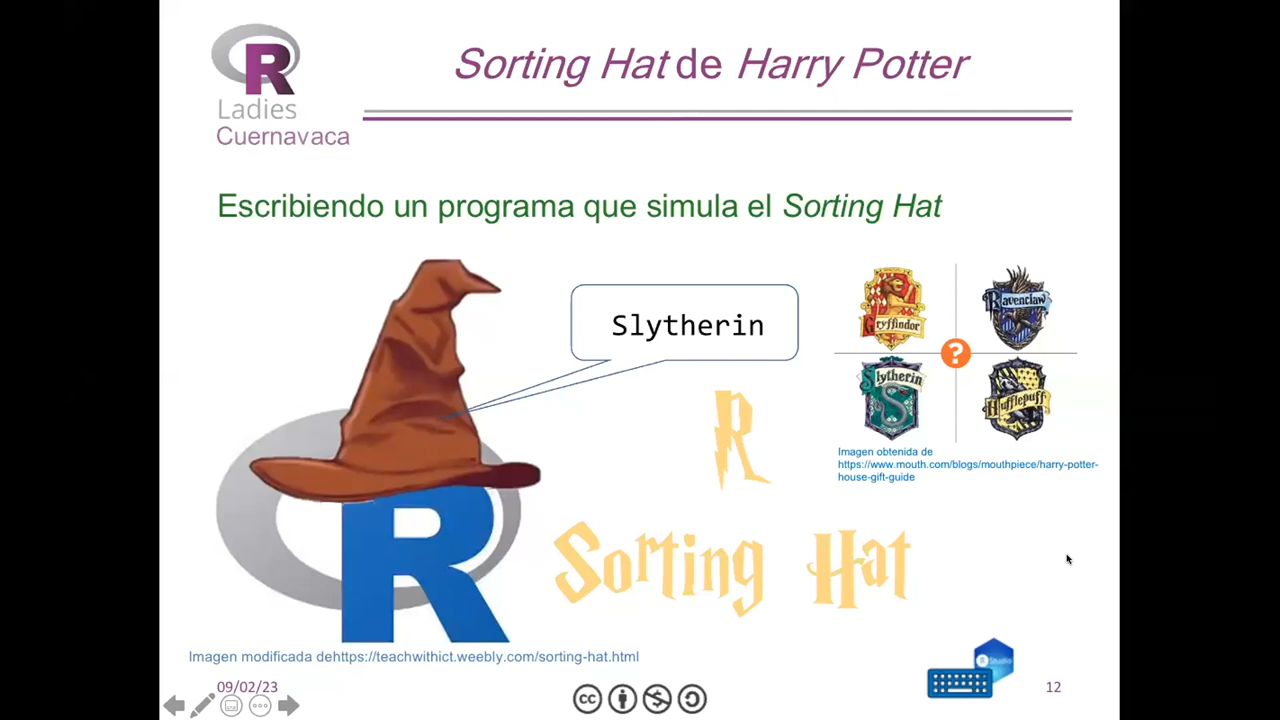 R
Ladies
Cuernavaca
Sorting Hat de Harry Potter
Escribiendo un programa que simula el Sorting Hat
Slytherin
Gryffindor
Ravenclaw
?
Slytherin
Hufflepuff
Imagen obtenida de
https://www.mouth.com/blogs/mouthpiece/harry-potter-
house-gift-guide
R
Sorting Hat
R
Imagen modificada dehttps://teachwithict.weebly.com/sorting-hat.html
R Studio
09/02/23
cc
12